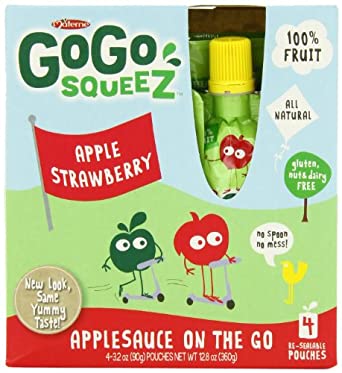 Materne
GoGo
SQUEEZ™
100%
FRUIT
ALL
NATURAL
APPLE
STRAWBERRY
gluten,
nut & dairy
FREE
no spoon
no mess!
New Look,
Same
Yummy
Taste!
APPLESAUCE ON THE GO
4-3.2 oz (90g) POUCHES NET WT 12.8 oz (360g)
4
RE-SEALABLE
POUCHES